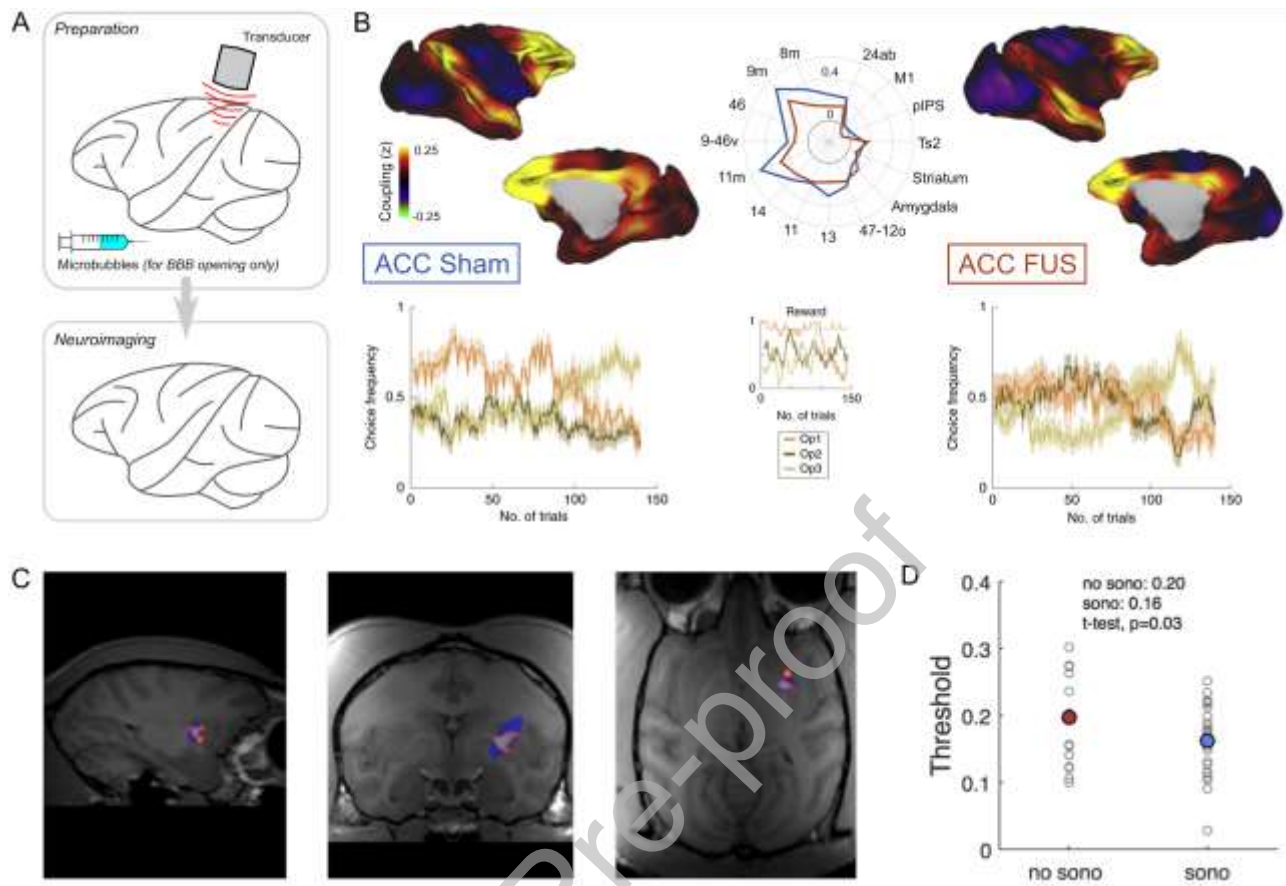 A
Preparation
Transducer
Microbubbles (for BBB opening only)
Neuroimaging
B
0.25
Coupling (z)
-0.25
8m
24ab
9m
0.4
M1
46
0
pIPS
9-46v
Ts2
11m
Striatum
14
Amygdala
11
13
47-12o
ACC Sham
ACC FUS
1
Choice frequency
0.5
0
0
50
100
150
No. of trials
Reward
1
0
0
150
No. of trials
Op1
Op2
Op3
1
Choice frequency
0.5
0
0
50
100
150
No. of trials
C
Pre-proof
D
0.4
no sono: 0.20
sono: 0.16
t-test, p=0.03
0.3
Threshold
0.2
0.1
0
no sono
sono